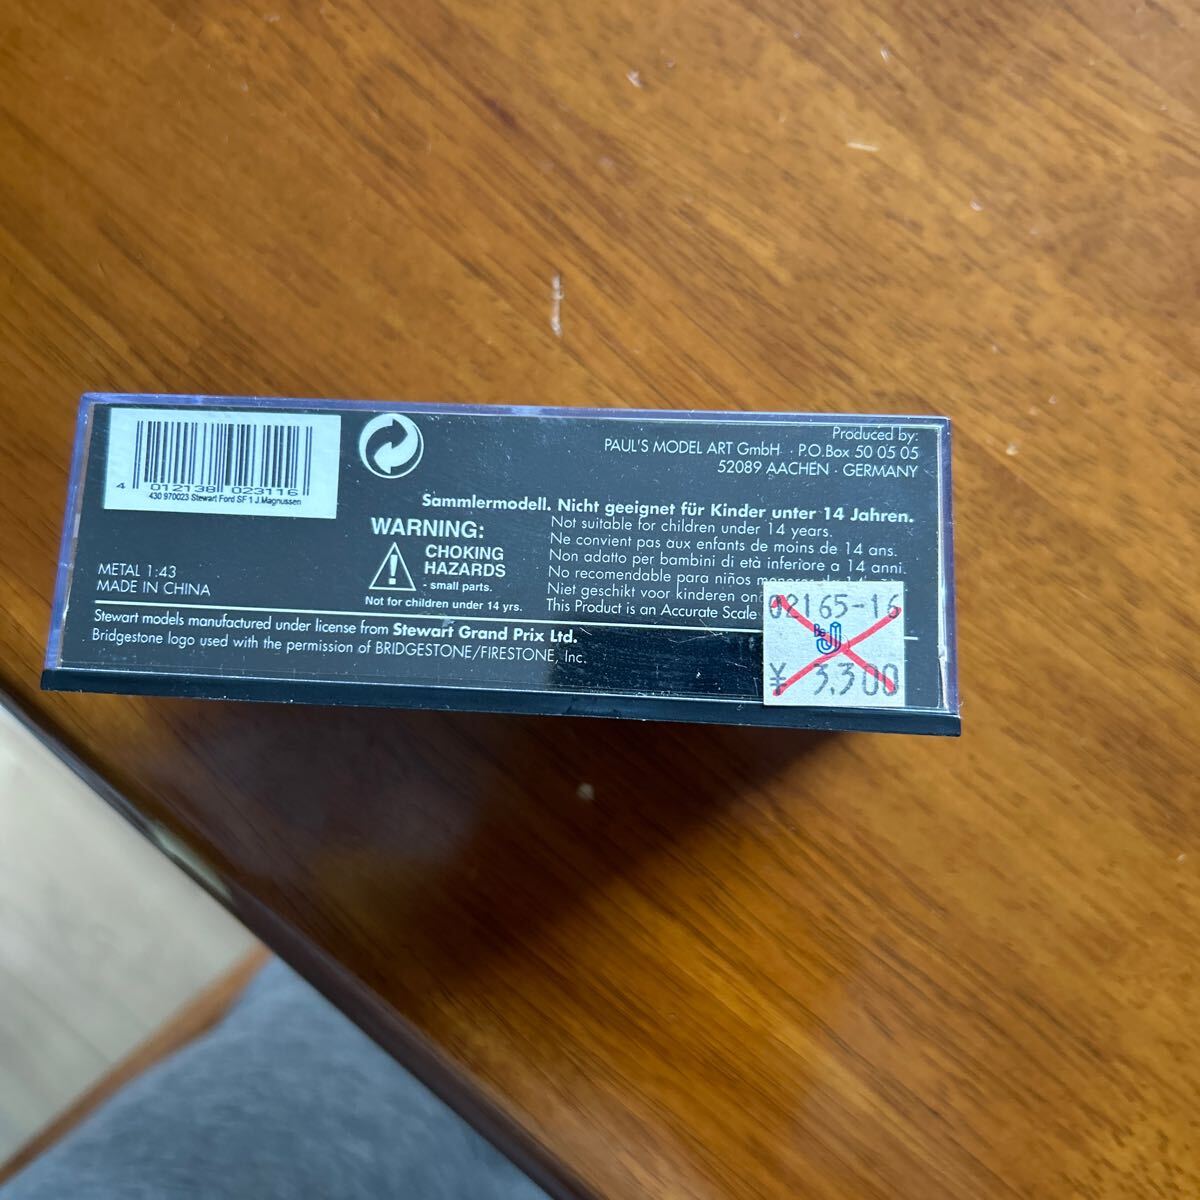 4 012138 023116
430 970023 Stewart Ford SF 1 J.Magnussen
Produced by:
PAUL'S MODEL ART GmbH · P.O.Box 50 05 05
52089 AACHEN · GERMANY
Sammlermodell. Nicht geeignet für Kinder unter 14 Jahren.
Not suitable for children under 14 years.
Ne convient pas aux enfants de moins de 14 ans.
Non adatto per bambini di età inferiore a 14 anni.
No recomendable para niños
Niet geschikt voor kinderen
This Product is an Accurate Scale
WARNING:
CHOKING
HAZARDS
- small parts.
Not for children under 14 yrs.
METAL 1:43
MADE IN CHINA
Stewart models manufactured under license from Stewart Grand Prix Ltd.
Bridgestone logo used with the permission of BRIDGESTONE/FIRESTONE, Inc.
02165-16
Be J
¥ 3,300